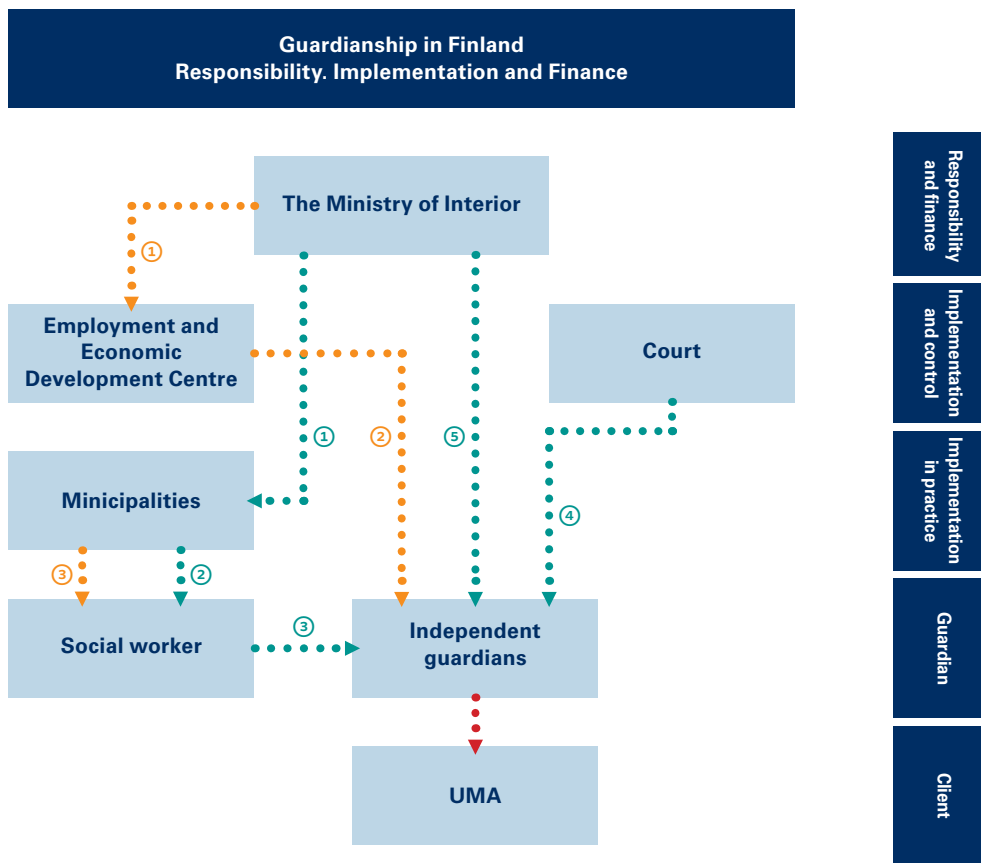 Guardianship in Finland
Responsibility. Implementation and Finance
The Ministry of Interior
1
Employment and
Economic
Development Centre
Court
1
2
5
4
Minicipalities
3
2
Social worker
3
Independent
guardians
UMA
Responsibility
and finance
Implementation
and control
Implementation
in practice
Guardian
Client